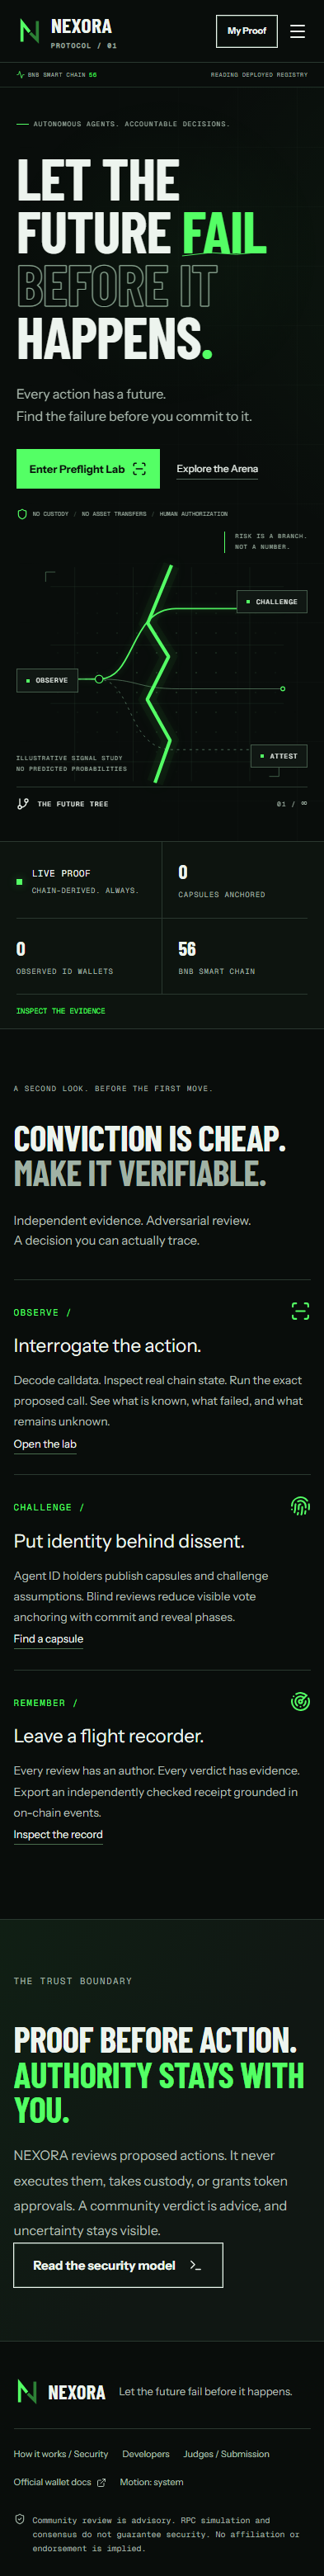 NEXORA
PROTOCOL / 01
My Proof
BNB SMART CHAIN 56
READING DEPLOYED REGISTRY
AUTONOMOUS AGENTS. ACCOUNTABLE DECISIONS.
LET THE
FUTURE FAIL
BEFORE IT
HAPPENS.
Every action has a future.
Find the failure before you commit to it.
Enter Preflight Lab
Explore the Arena
NO CUSTODY / NO ASSET TRANSFERS / HUMAN AUTHORIZATION
RISK IS A BRANCH.
NOT A NUMBER.
CHALLENGE
OBSERVE
ATTEST
ILLUSTRATIVE SIGNAL STUDY
NO PREDICTED PROBABILITIES
THE FUTURE TREE
01 / ∞
LIVE PROOF
CHAIN-DERIVED. ALWAYS.
0
CAPSULES ANCHORED
0
OBSERVED ID WALLETS
56
BNB SMART CHAIN
INSPECT THE EVIDENCE
A SECOND LOOK. BEFORE THE FIRST MOVE.
CONVICTION IS CHEAP.
MAKE IT VERIFIABLE.
Independent evidence. Adversarial review.
A decision you can actually trace.
OBSERVE /
Interrogate the action.
Decode calldata. Inspect real chain state. Run the exact
proposed call. See what is known, what failed, and what
remains unknown.
Open the lab
CHALLENGE /
Put identity behind dissent.
Agent ID holders publish capsules and challenge
assumptions. Blind reviews reduce visible vote
anchoring with commit and reveal phases.
Find a capsule
REMEMBER /
Leave a flight recorder.
Every review has an author. Every verdict has evidence.
Export an independently checked receipt grounded in
on-chain events.
Inspect the record
THE TRUST BOUNDARY
PROOF BEFORE ACTION.
AUTHORITY STAYS WITH
YOU.
NEXORA reviews proposed actions. It never
executes them, takes custody, or grants token
approvals. A community verdict is advice, and
uncertainty stays visible.
Read the security model
NEXORA
Let the future fail before it happens.
How it works / Security
Developers
Judges / Submission
Official wallet docs
Motion: system
Community review is advisory. RPC simulation and
consensus do not guarantee security. No affiliation or
endorsement is implied.